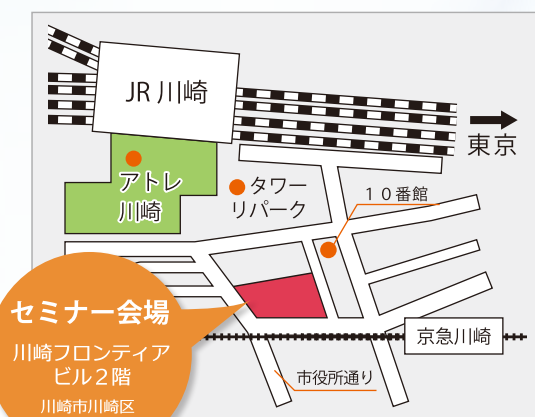 JR 川崎
東京
アトレ
川崎
タワー
リパーク
１０番館
セミナー会場
川崎フロンティア
ビル２階
川崎市川崎区
京急川崎
市役所通り